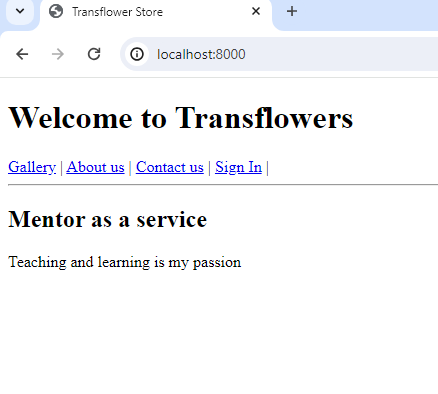 Transflower Store
localhost:8000
Welcome to Transflowers
Gallery | About us | Contact us | Sign In |
Mentor as a service
Teaching and learning is my passion